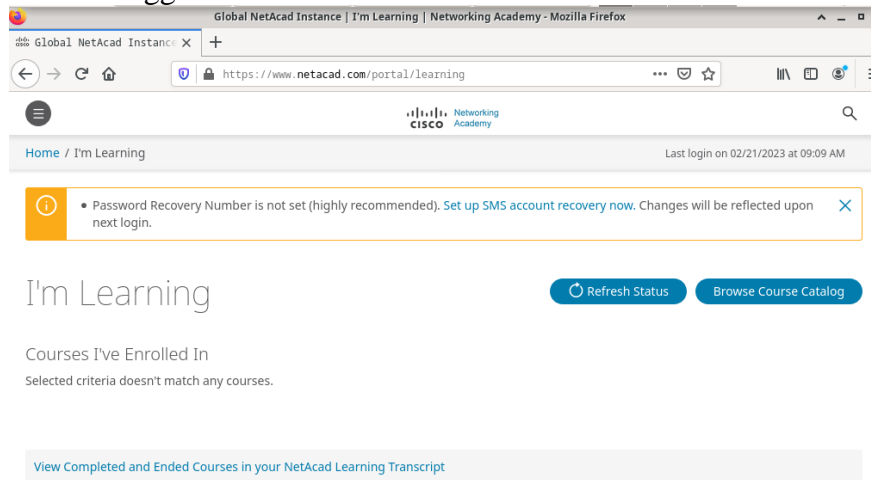 Global NetAcad Instance | I'm Learning | Networking Academy - Mozilla Firefox
Global NetAcad Instance
https://www.netacad.com/portal/learning
Networking
CISCO Academy
Home / I'm Learning
Last login on 02/21/2023 at 09:09 AM
• Password Recovery Number is not set (highly recommended). Set up SMS account recovery now. Changes will be reflected upon
next login.
I'm Learning
Refresh Status
Browse Course Catalog
Courses I've Enrolled In
Selected criteria doesn't match any courses.
View Completed and Ended Courses in your NetAcad Learning Transcript